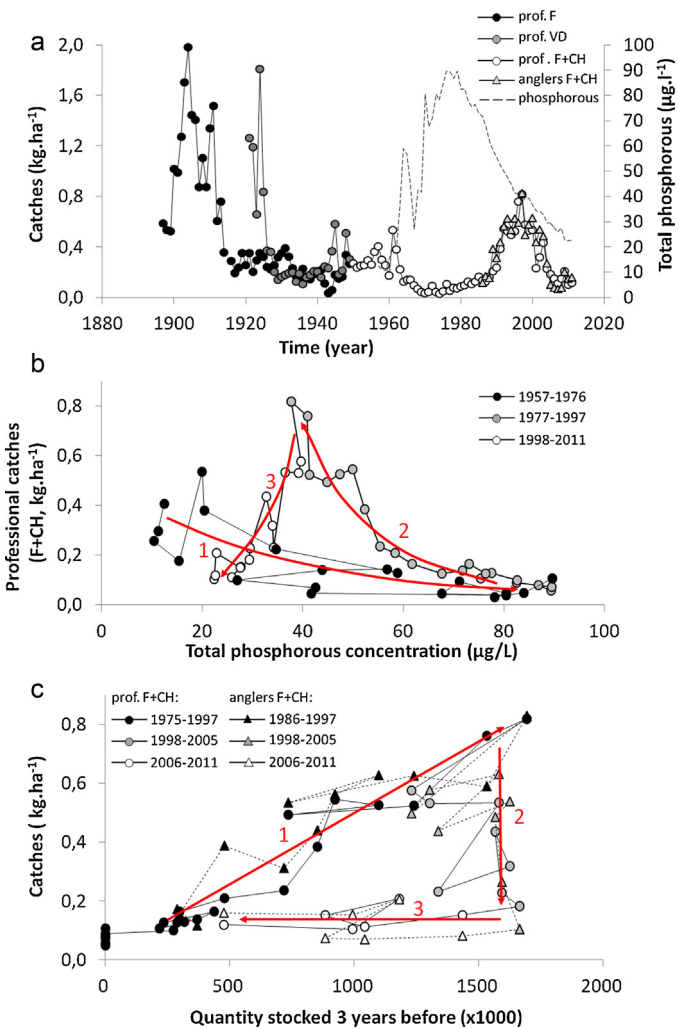 a
prof. F
prof. VD
prof. F+CH
anglers F+CH
phosphorous
Catches (kg.ha-1)
2,0
1,6
1,2
0,8
0,4
0,0
Total phosphorous (µg.l-1)
100
90
80
70
60
50
40
30
20
10
0
1880 1900 1920 1940 1960 1980 2000 2020
Time (year)
b
Professional catches
(F+CH, kg.ha-1)
0,8
0,6
0,4
0,2
0,0
1957-1976
1977-1997
1998-2011
1
2
3
0 20 40 60 80 100
Total phosphorous concentration (µg/L)
c
prof. F+CH: anglers F+CH:
1975-1997 1986-1997
1998-2005 1998-2005
2006-2011 2006-2011
Catches ( kg.ha-1)
0,8
0,6
0,4
0,2
0,0
1
2
3
0 500 1000 1500 2000
Quantity stocked 3 years before (x1000)